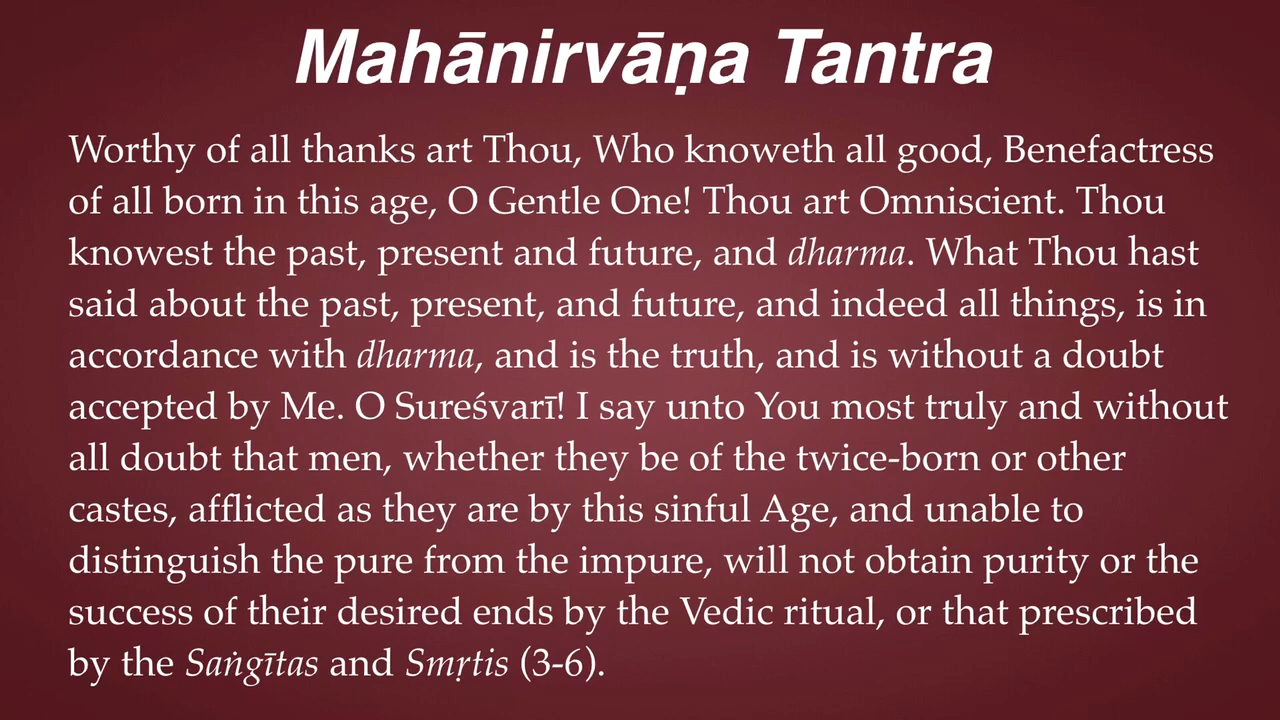 Mahānirvāṇa Tantra
Worthy of all thanks art Thou, Who knoweth all good, Benefactress
of all born in this age, O Gentle One! Thou art Omniscient. Thou
knowest the past, present and future, and dharma. What Thou hast
said about the past, present, and future, and indeed all things, is in
accordance with dharma, and is the truth, and is without a doubt
accepted by Me. O Sureśvarī! I say unto You most truly and without
all doubt that men, whether they be of the twice-born or other
castes, afflicted as they are by this sinful Age, and unable to
distinguish the pure from the impure, will not obtain purity or the
success of their desired ends by the Vedic ritual, or that prescribed
by the Saṅgītas and Smṛtis (3-6).